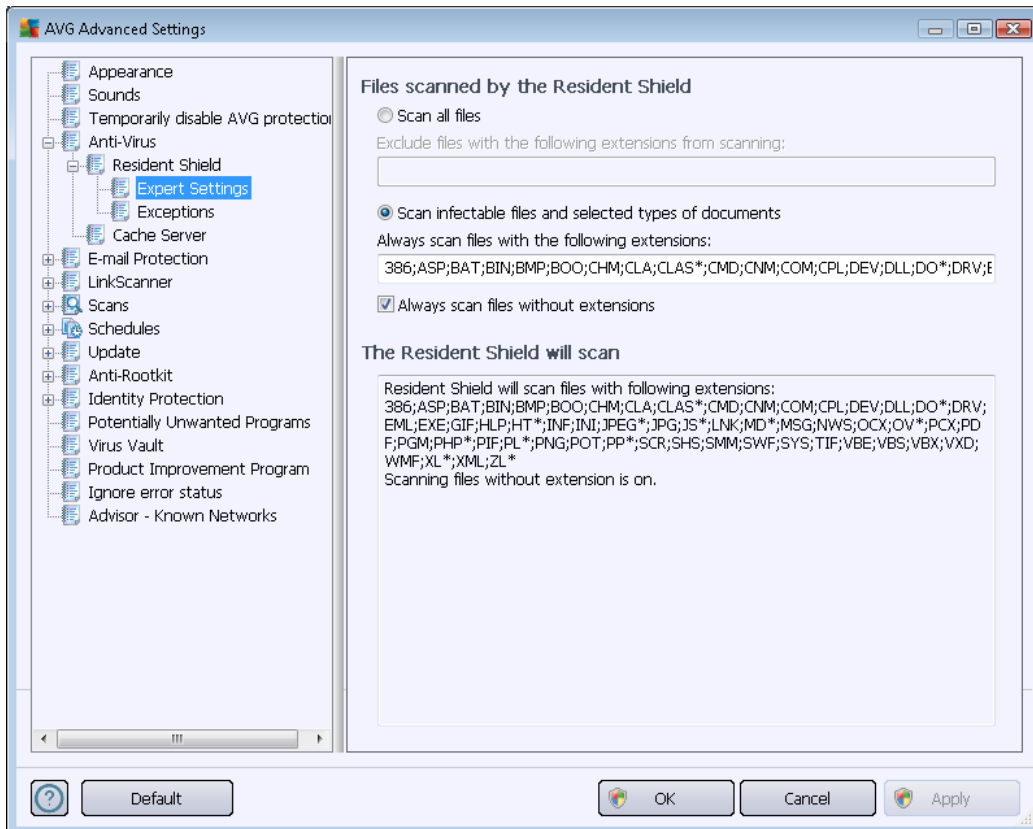 AVG Advanced Settings
Appearance
Sounds
Temporarily disable AVG protection
Anti-Virus
Resident Shield
Expert Settings
Exceptions
Cache Server
E-mail Protection
LinkScanner
Scans
Schedules
Update
Anti-Rootkit
Identity Protection
Potentially Unwanted Programs
Virus Vault
Product Improvement Program
Ignore error status
Advisor - Known Networks
Files scanned by the Resident Shield
Scan all files
Exclude files with the following extensions from scanning:
Scan infectable files and selected types of documents
Always scan files with the following extensions:
386;ASP;BAT;BIN;BMP;BOO;CHM;CLA;CLAS*;CMD;CNM;COM;CPL;DEV;DLL;DO*;DRV;E
Always scan files without extensions
The Resident Shield will scan
Resident Shield will scan files with following extensions:
386;ASP;BAT;BIN;BMP;BOO;CHM;CLA;CLAS*;CMD;CNM;COM;CPL;DEV;DLL;DO*;DRV;
EML;EXE;GIF;HLP;HT*;INF;INI;JPEG*;JPG;JS*;LNK;MD*;MSG;NWS;OCX;OV*;PCX;PD
F;PGM;PHP*;PIF;PL*;PNG;POT;PP*;SCR;SHS;SMM;SWF;SYS;TIF;VBE;VBS;VBX;VXD;
WMF;XL*;XML;ZL*
Scanning files without extension is on.
Default
OK
Cancel
Apply